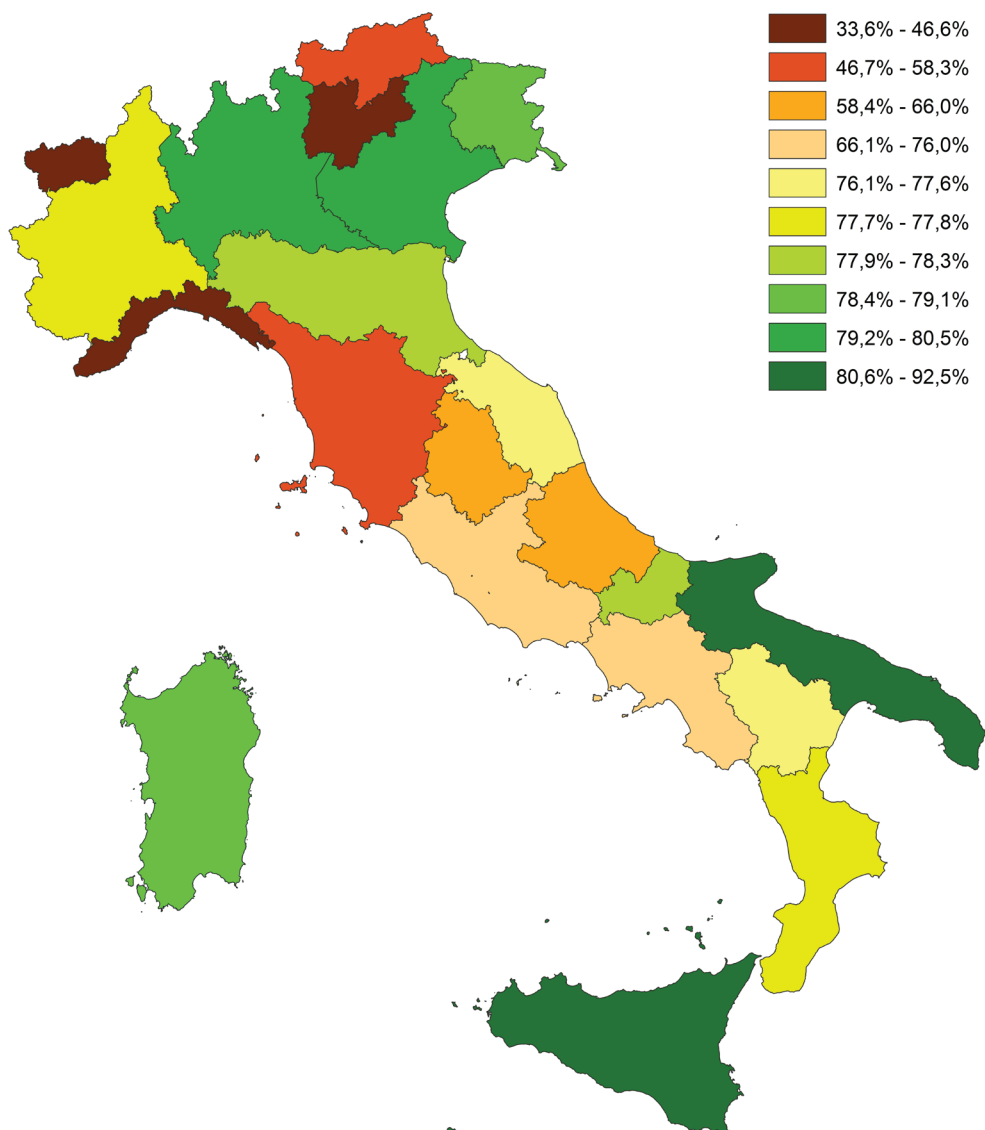 33,6% - 46,6%
46,7% - 58,3%
58,4% - 66,0%
66,1% - 76,0%
76,1% - 77,6%
77,7% - 77,8%
77,9% - 78,3%
78,4% - 79,1%
79,2% - 80,5%
80,6% - 92,5%